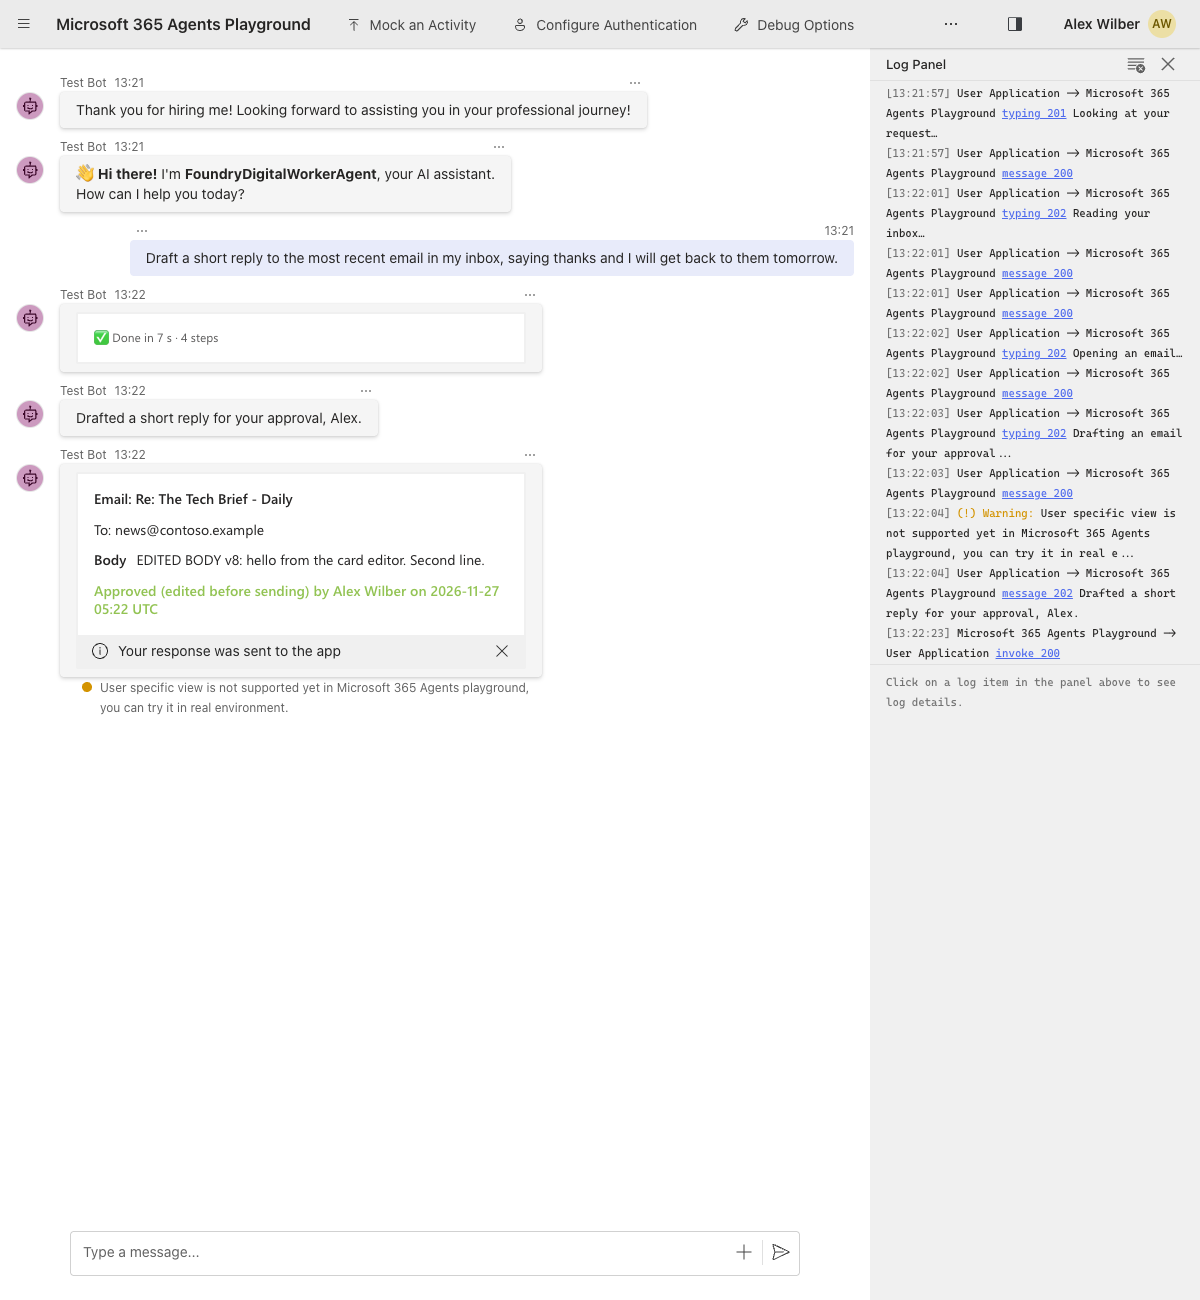 Microsoft 365 Agents Playground
Mock an Activity
Configure Authentication
Debug Options
...
Alex Wilber
AW
Test Bot 13:21
...
Thank you for hiring me! Looking forward to assisting you in your professional journey!
Test Bot 13:21
...
👋 Hi there! I'm FoundryDigitalWorkerAgent, your AI assistant.
How can I help you today?
...
13:21
Draft a short reply to the most recent email in my inbox, saying thanks and I will get back to them tomorrow.
Test Bot 13:22
...
✅ Done in 7 s · 4 steps
Test Bot 13:22
...
Drafted a short reply for your approval, Alex.
Test Bot 13:22
...
Email: Re: The Tech Brief - Daily
To: news@contoso.example
Body EDITED BODY v8: hello from the card editor. Second line.
Approved (edited before sending) by Alex Wilber on 2026-11-27
05:22 UTC
Your response was sent to the app
User specific view is not supported yet in Microsoft 365 Agents playground,
you can try it in real environment.
Type a message...
Log Panel
[13:21:57] User Application → Microsoft 365
Agents Playground typing 201 Looking at your
request…
[13:21:57] User Application → Microsoft 365
Agents Playground message 200
[13:22:01] User Application → Microsoft 365
Agents Playground typing 202 Reading your
inbox…
[13:22:01] User Application → Microsoft 365
Agents Playground message 200
[13:22:01] User Application → Microsoft 365
Agents Playground message 200
[13:22:02] User Application → Microsoft 365
Agents Playground typing 202 Opening an email…
[13:22:02] User Application → Microsoft 365
Agents Playground message 200
[13:22:03] User Application → Microsoft 365
Agents Playground typing 202 Drafting an email
for your approval...
[13:22:03] User Application → Microsoft 365
Agents Playground message 200
[13:22:04] (!) Warning: User specific view is
not supported yet in Microsoft 365 Agents
playground, you can try it in real e...
[13:22:04] User Application → Microsoft 365
Agents Playground message 202 Drafted a short
reply for your approval, Alex.
[13:22:23] Microsoft 365 Agents Playground →
User Application invoke 200
Click on a log item in the panel above to see
log details.